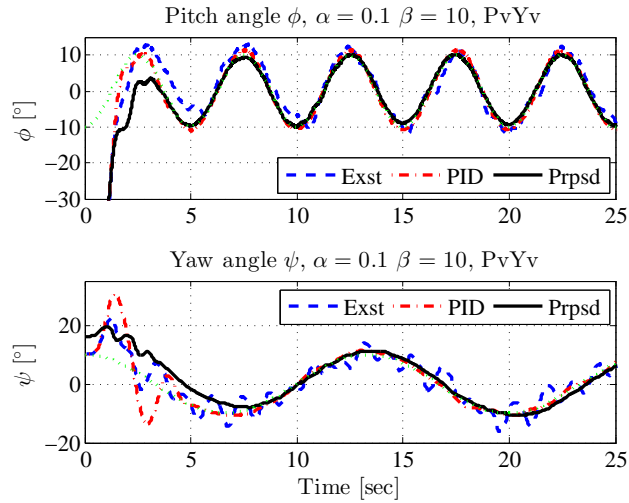 Pitch angle ϕ, α = 0.1 β = 10, PvYv
10
0
−10
−20
−30
ϕ [°]
Exst PID Prpsd
0 5 10 15 20 25
Yaw angle ψ, α = 0.1 β = 10, PvYv
20
0
−20
ψ [°]
Exst PID Prpsd
0 5 10 15 20 25
Time [sec]